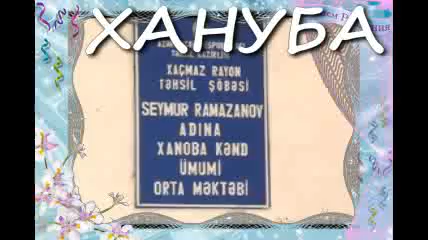 ХАНУБА
XAÇMAZ RAYON
TƏHSİL ŞÖBƏSİ
SEYMUR RAMAZANOV
ADINA
XANOBA KƏND
ÜMUMİ
ORTA MƏKTƏBİ